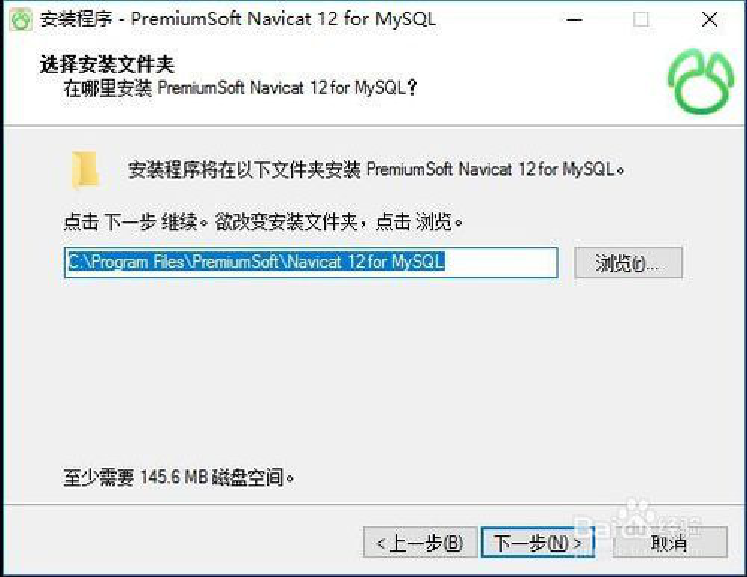 安装程序 - PremiumSoft Navicat 12 for MySQL
选择安装文件夹
在哪里安装 PremiumSoft Navicat 12 for MySQL?
安装程序将在以下文件夹安装 PremiumSoft Navicat 12 for MySQL。
点击 下一步 继续。欲改变安装文件夹，点击 浏览。
C:\Program Files\PremiumSoft\Navicat 12 for MySQL
浏览(r)...
至少需要 145.6 MB 磁盘空间。
<上一步(B)
下一步(N) >
取消
Baidu 经验